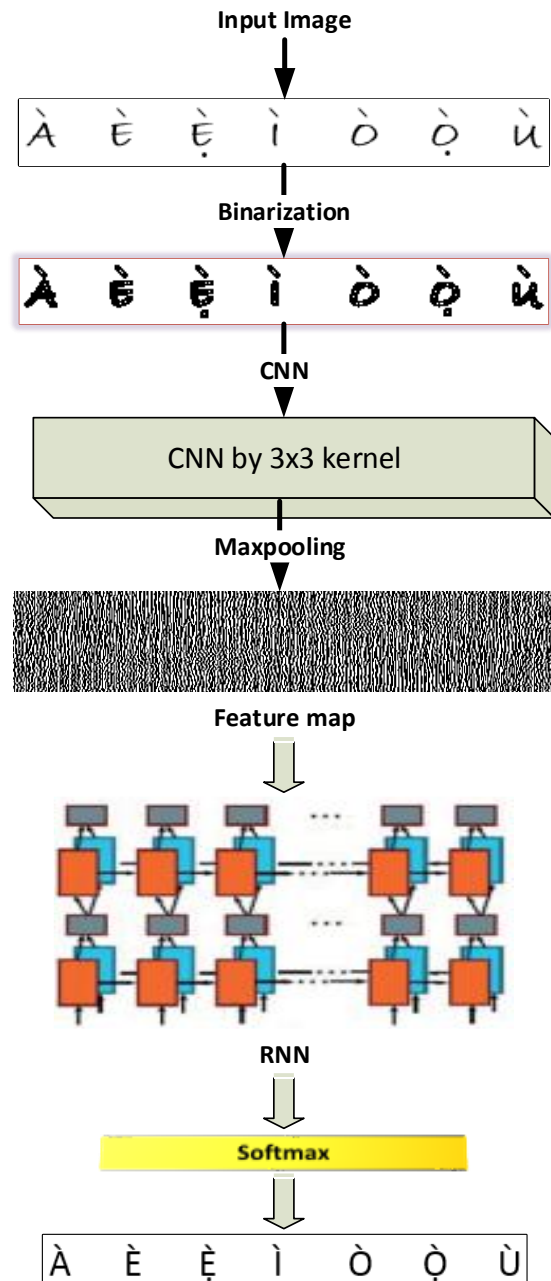 Input Image
À È Ẹ̀ Ì Ò Ọ̀ Ù
Binarization
À È Ẹ̀ Ì Ò Ọ̀ Ù
CNN
CNN by 3x3 kernel
Maxpooling
Feature map
RNN
Softmax
À È Ẹ̀ Ì Ò Ọ̀ Ù